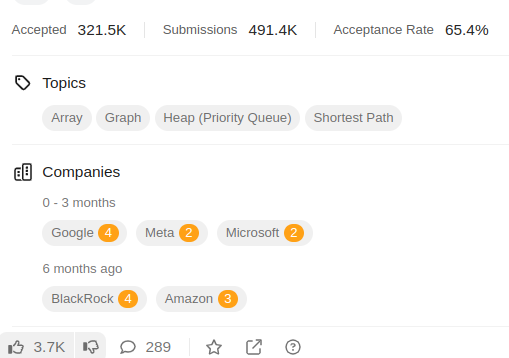 Accepted 321.5K Submissions 491.4K Acceptance Rate 65.4%
Topics
Array Graph Heap (Priority Queue) Shortest Path
Companies
0 - 3 months
Google 4 Meta 2 Microsoft 2
6 months ago
BlackRock 4 Amazon 3
3.7K 289